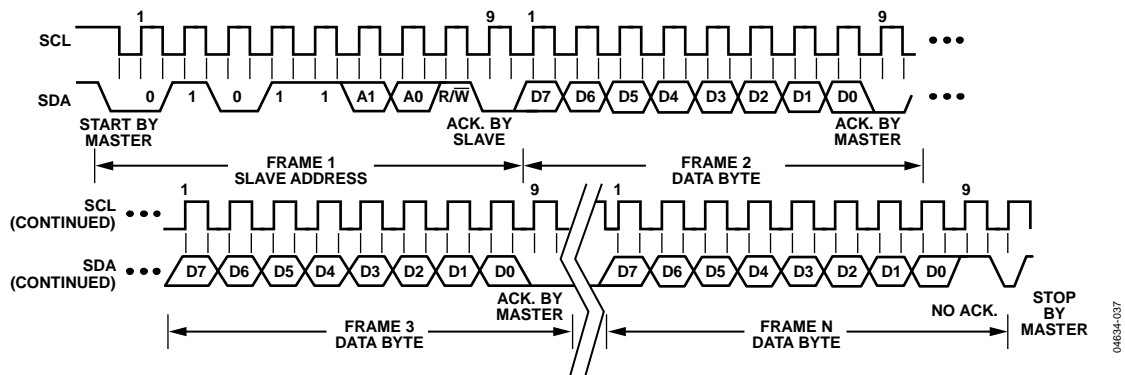 1 9 1 9
SCL
SDA 0 1 0 1 1 A1 A0 R/W̅ D7 D6 D5 D4 D3 D2 D1 D0
START BY
MASTER
ACK. BY
SLAVE
ACK. BY
MASTER
FRAME 1
SLAVE ADDRESS
FRAME 2
DATA BYTE
1 9 1 9
SCL
(CONTINUED)
SDA
(CONTINUED)
D7 D6 D5 D4 D3 D2 D1 D0 D7 D6 D5 D4 D3 D2 D1 D0
ACK. BY
MASTER
NO ACK.
STOP
BY
MASTER
FRAME 3
DATA BYTE
FRAME N
DATA BYTE
04634-037